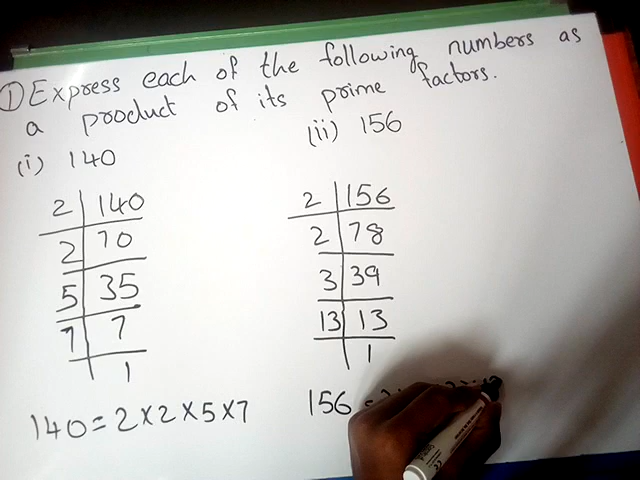 ① Express each of the following numbers as
a product of its prime factors.
(i) 140
(ii) 156
2 | 140
2 | 70
5 | 35
7 | 7
1
140 = 2 × 2 × 5 × 7
2 | 156
2 | 78
3 | 39
13 | 13
1
156 =